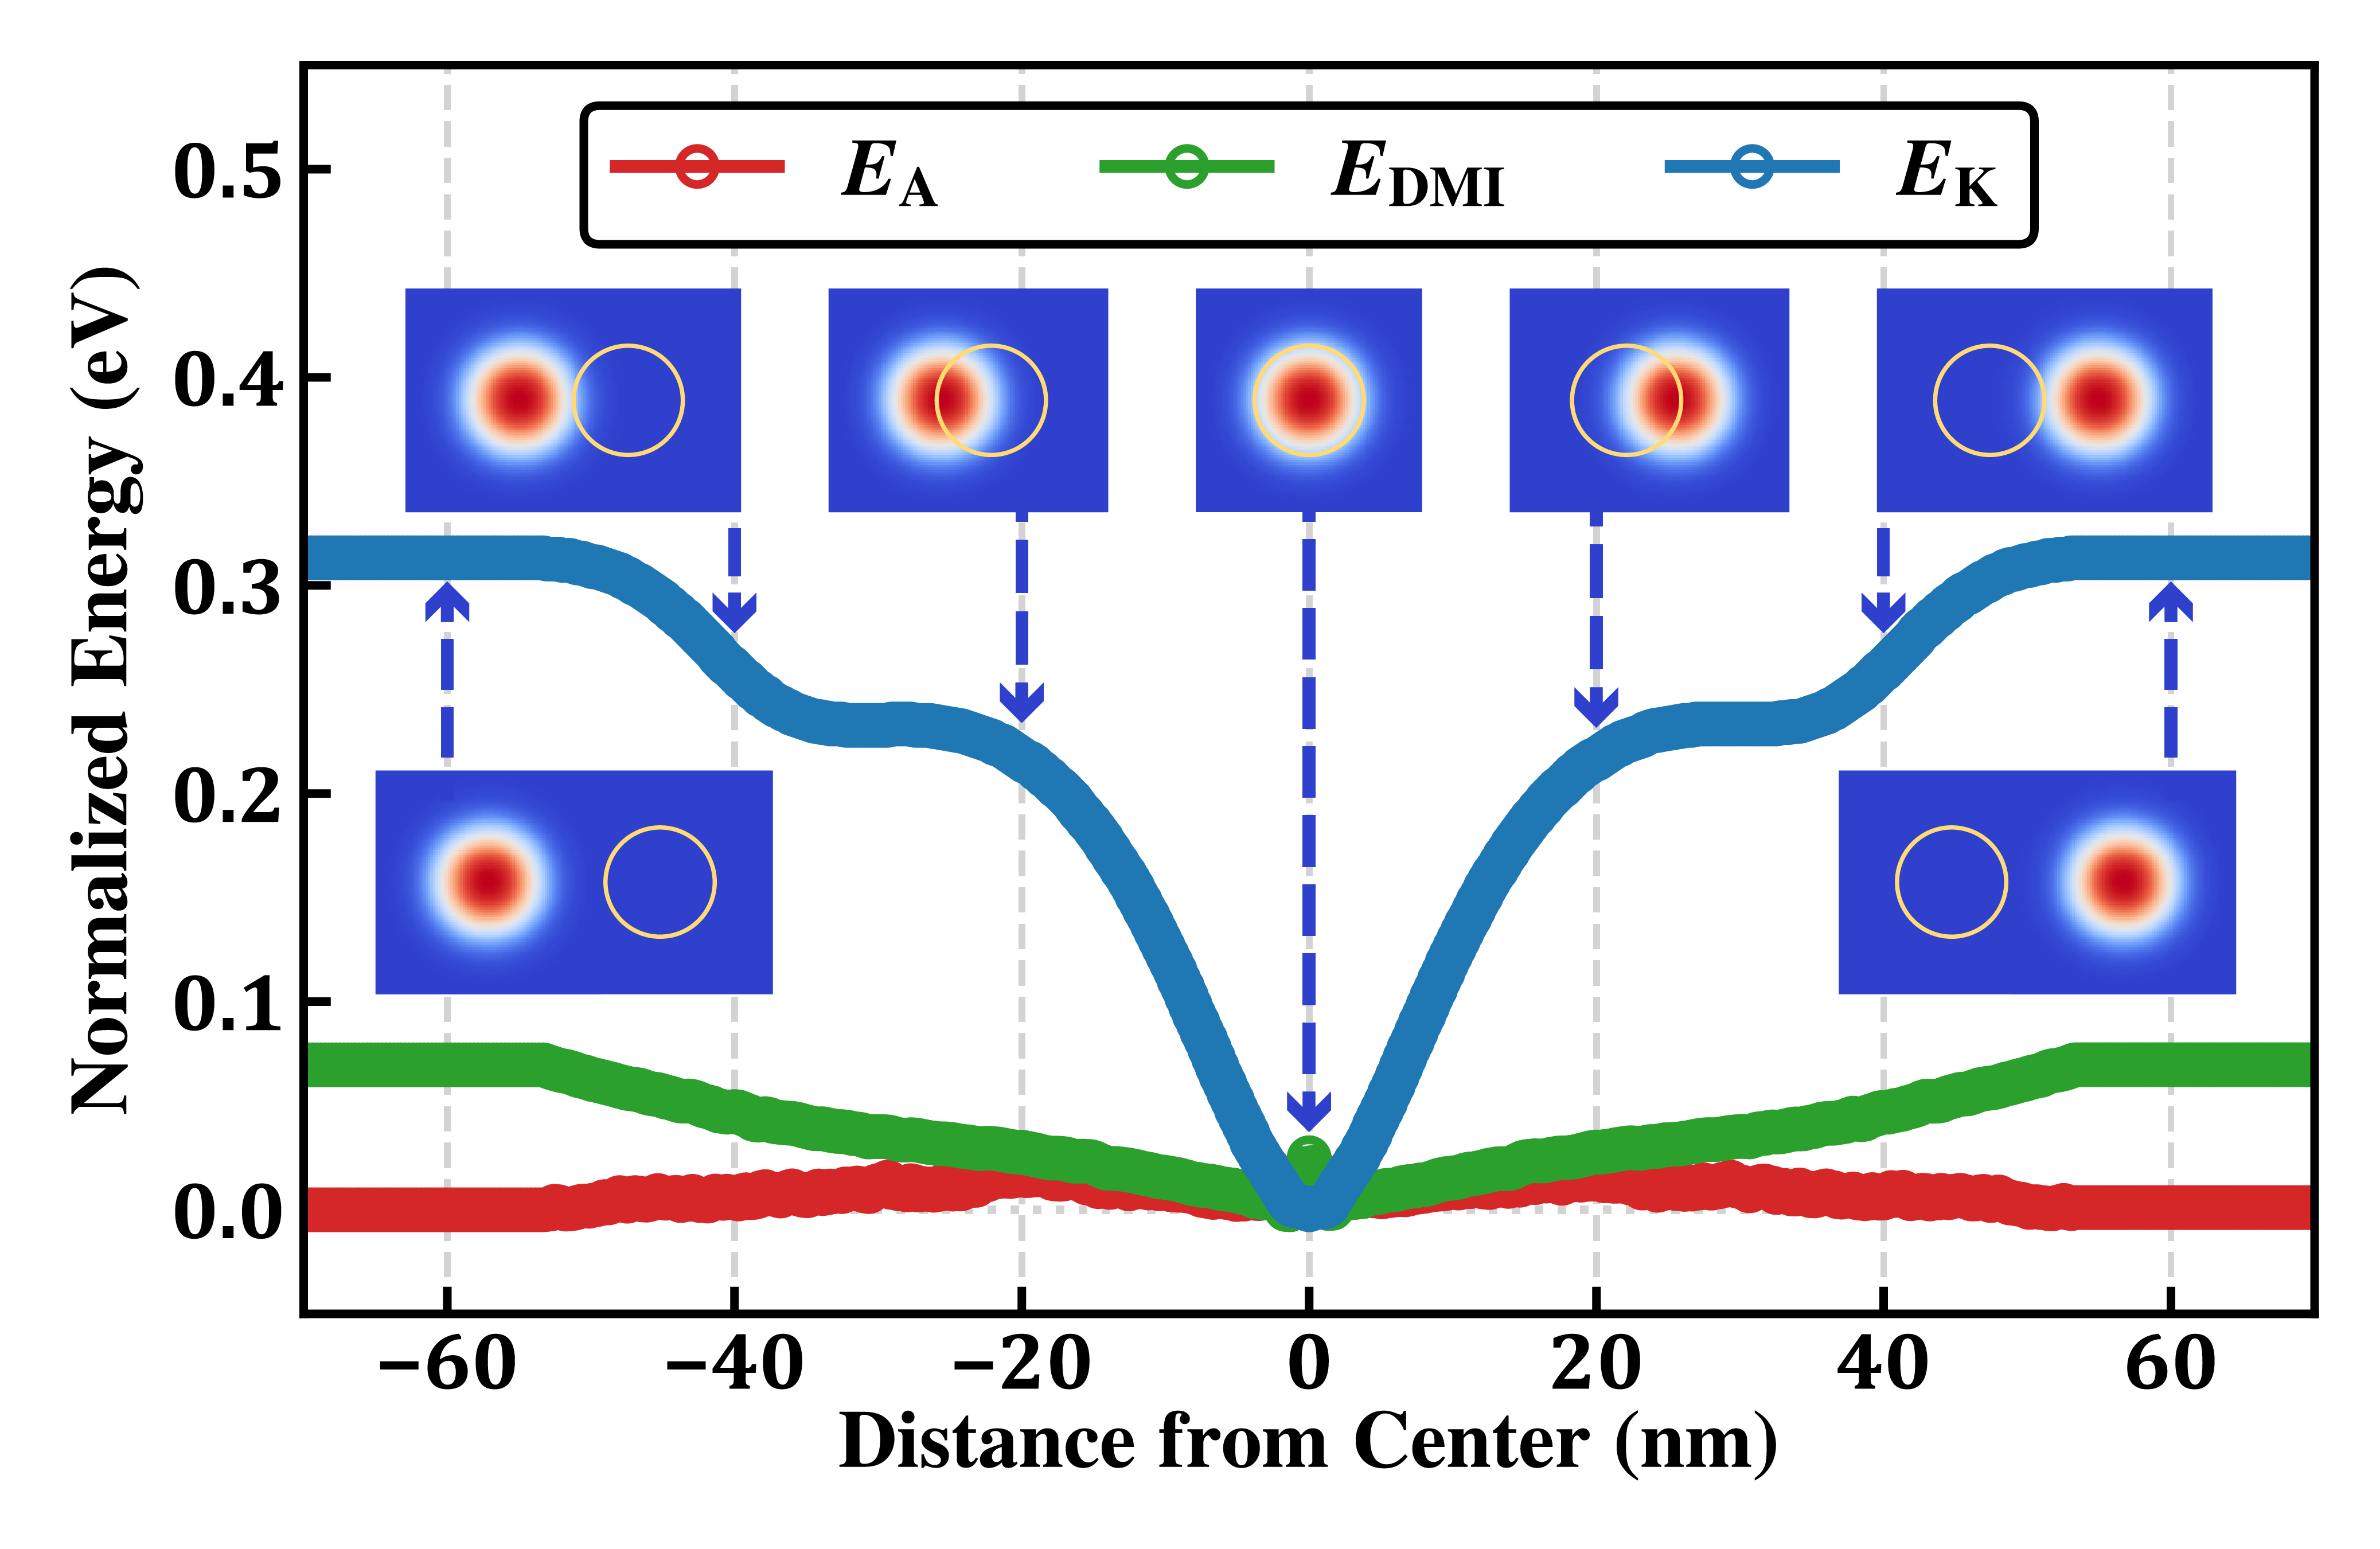 E_A E_DMI E_K
Normalized Energy (eV)
0.5
0.4
0.3
0.2
0.1
0.0
−60 −40 −20 0 20 40 60
Distance from Center (nm)